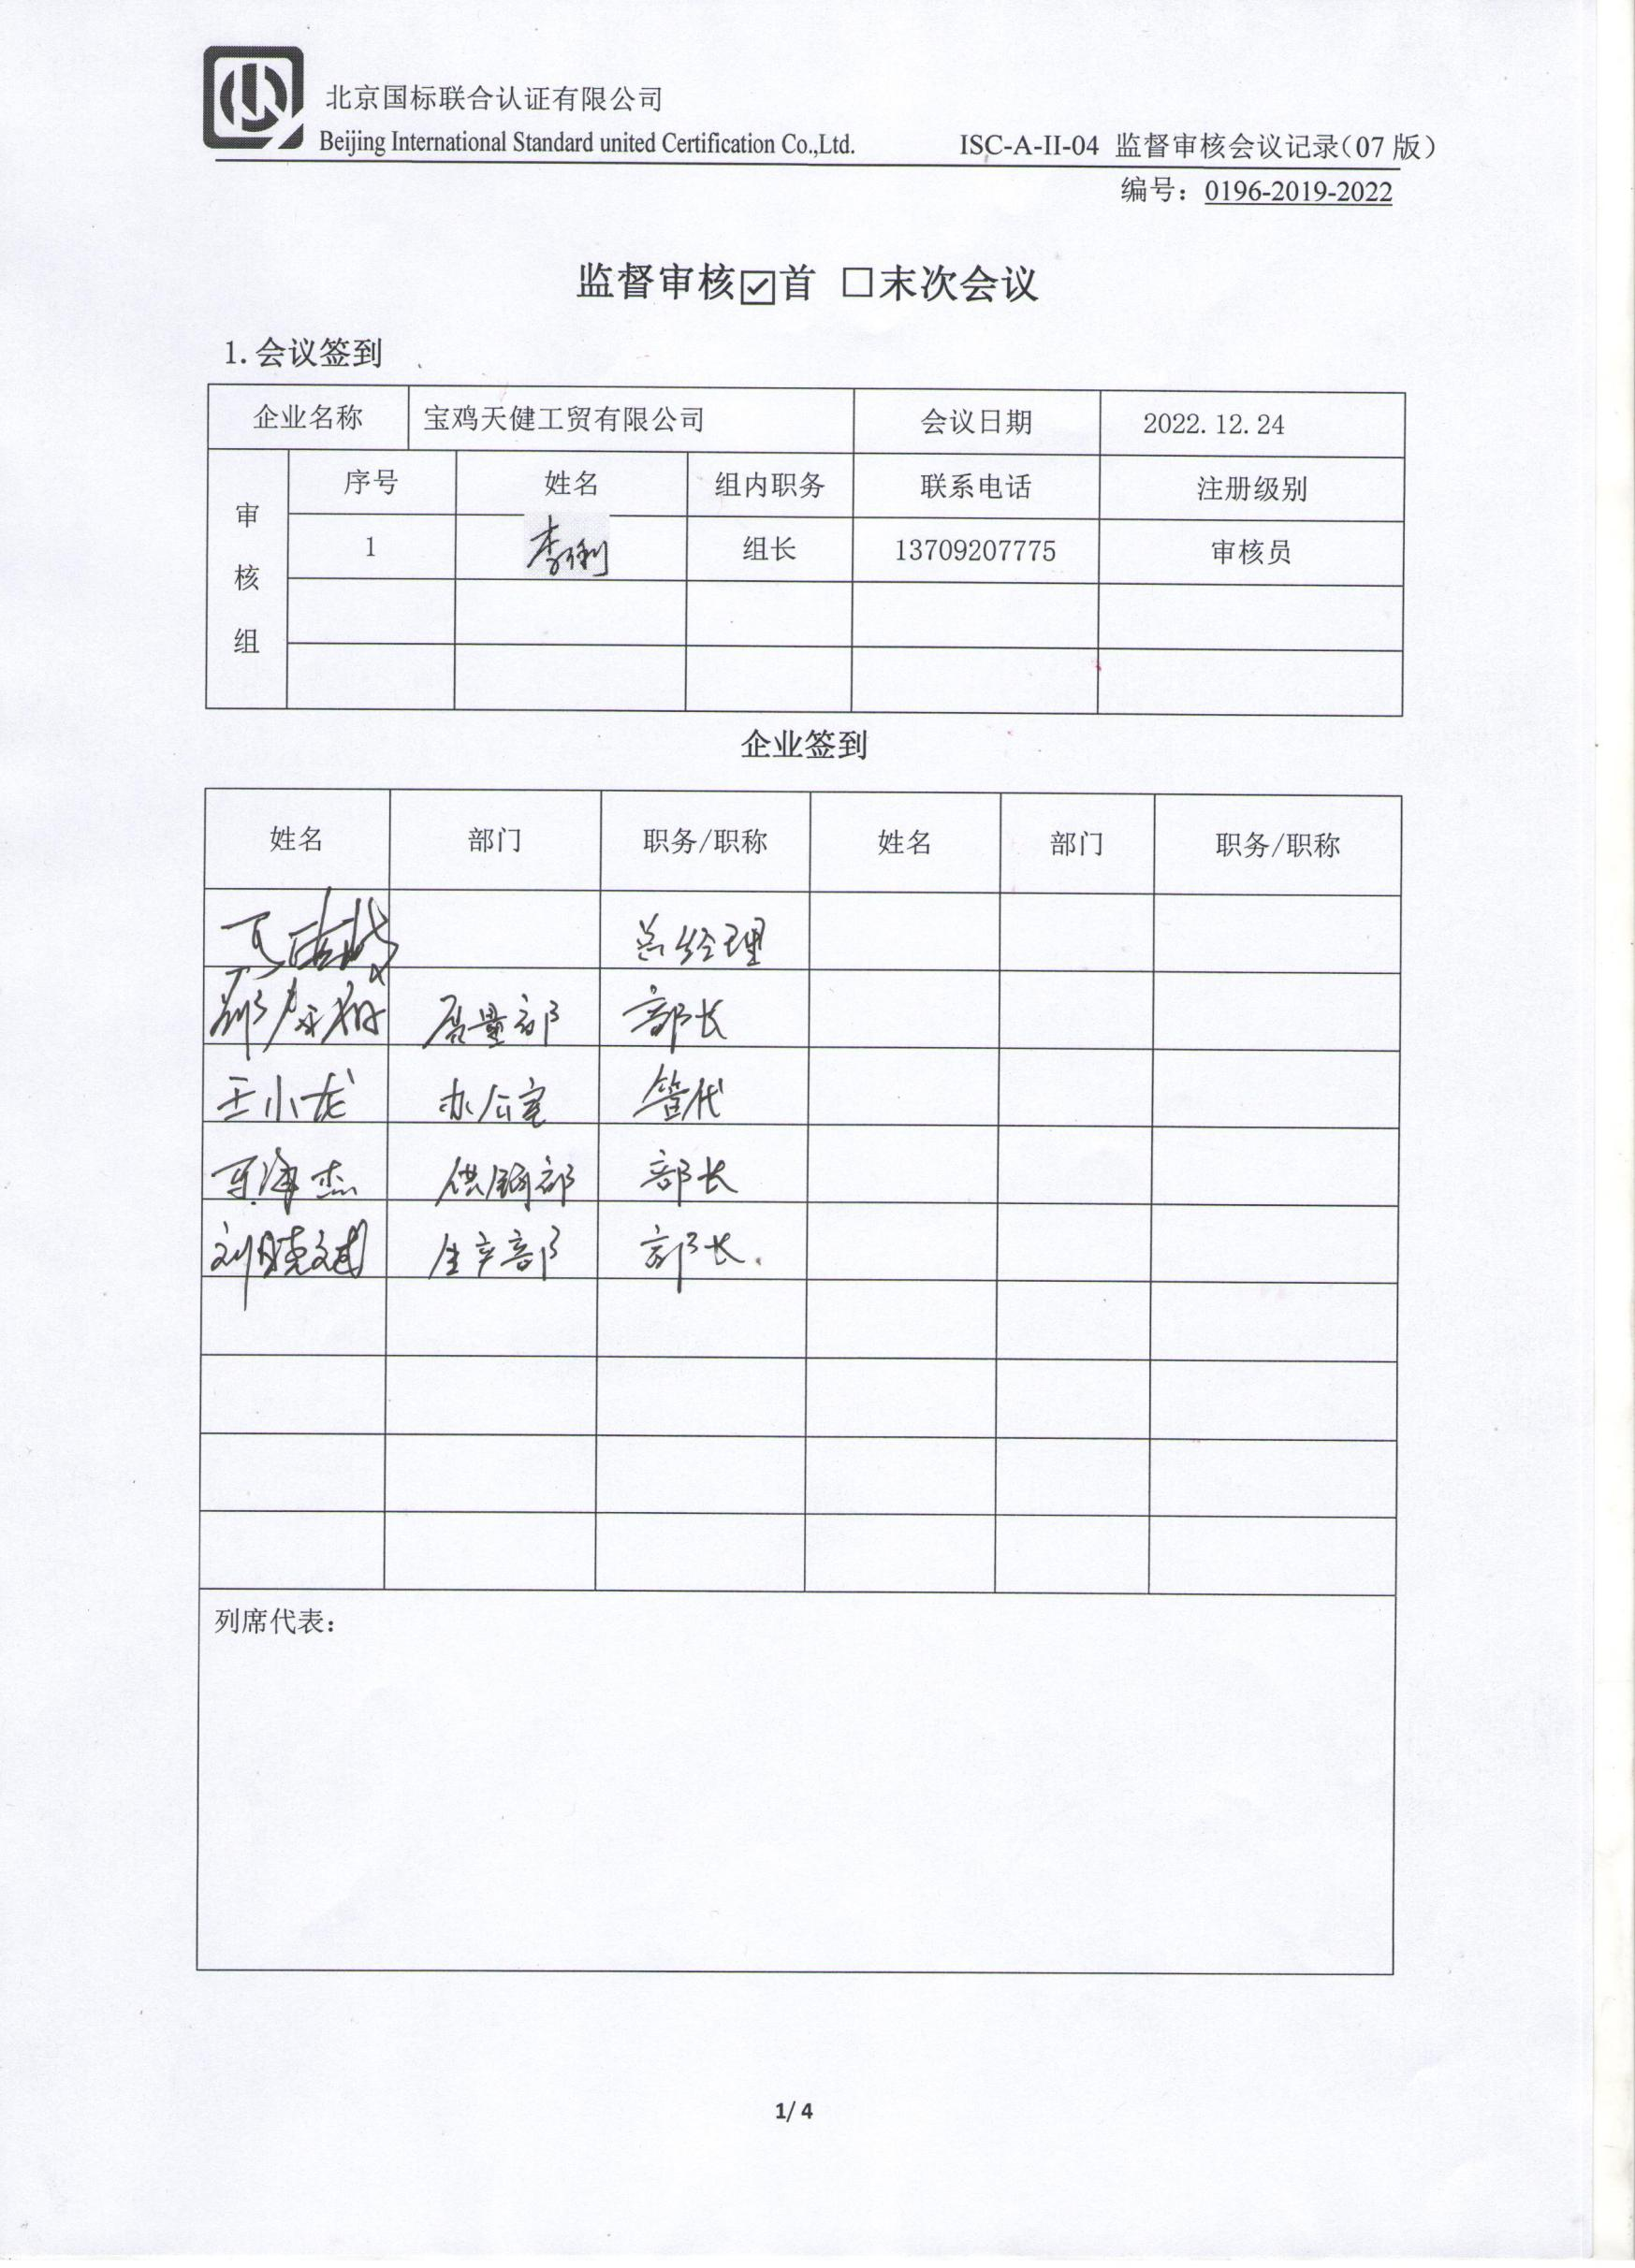 北京国标联合认证有限公司
Beijing International Standard united Certification Co.,Ltd. ISC-A-II-04 监督审核会议记录(07 版)
编号：0196-2019-2022
监督审核☑首 □末次会议
1.会议签到
企业名称 宝鸡天健工贸有限公司 会议日期 2022.12.24
审核组 序号 姓名 组内职务 联系电话 注册级别
1 李俐 组长 13709207775 审核员
企业签到
姓名 部门 职务/职称 姓名 部门 职务/职称
总经理
质量部 部长
王小龙 办公室 管代
供销部 部长
刘晓斌 生产部 部长.
列席代表：
1/ 4